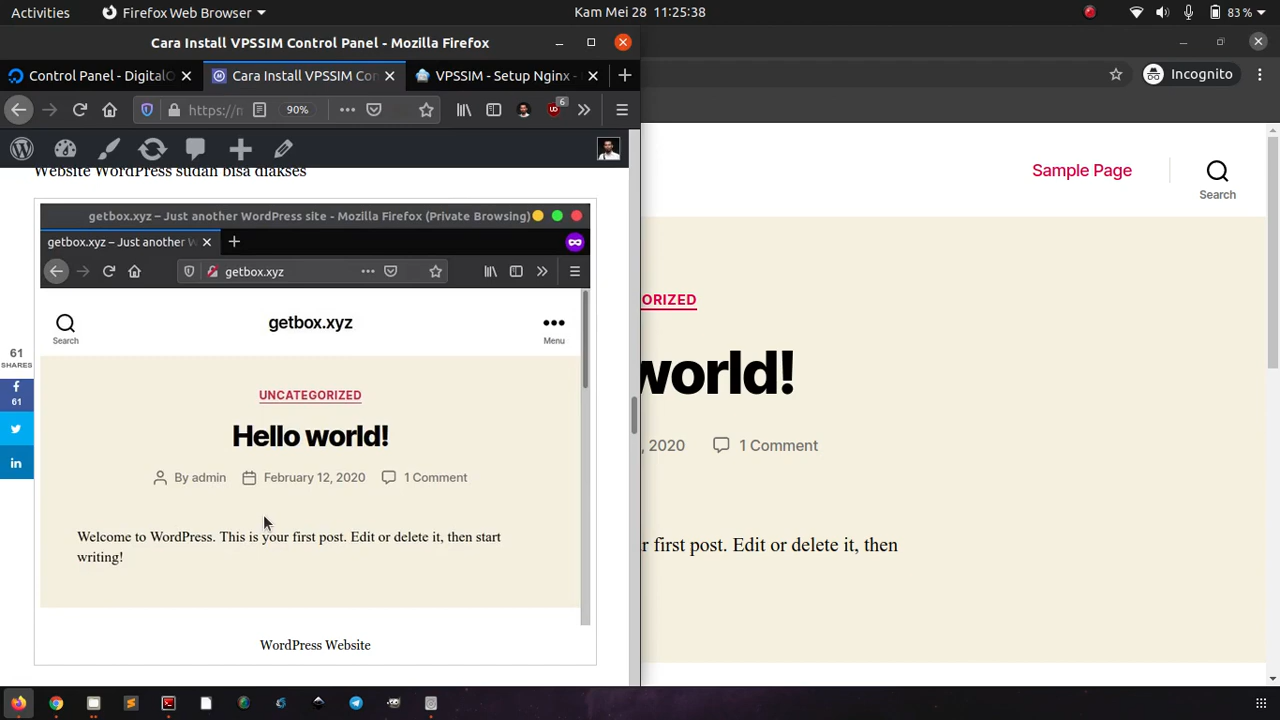 Activities
Firefox Web Browser
Kam Mei 28 11:25:38
83 %
Cara Install VPSSIM Control Panel - Mozilla Firefox
Control Panel - DigitalO
Cara Install VPSSIM Con
VPSSIM - Setup Nginx -
90%
6
Incognito
Website WordPress sudah bisa diakses
getbox.xyz – Just another WordPress site - Mozilla Firefox (Private Browsing)
getbox.xyz – Just another W
getbox.xyz
Search
getbox.xyz
Menu
UNCATEGORIZED
Hello world!
By admin
February 12, 2020
1 Comment
Welcome to WordPress. This is your first post. Edit or delete it, then start
writing!
WordPress Website
61
SHARES
61
Sample Page
Search
ORIZED
world!
, 2020
1 Comment
r first post. Edit or delete it, then